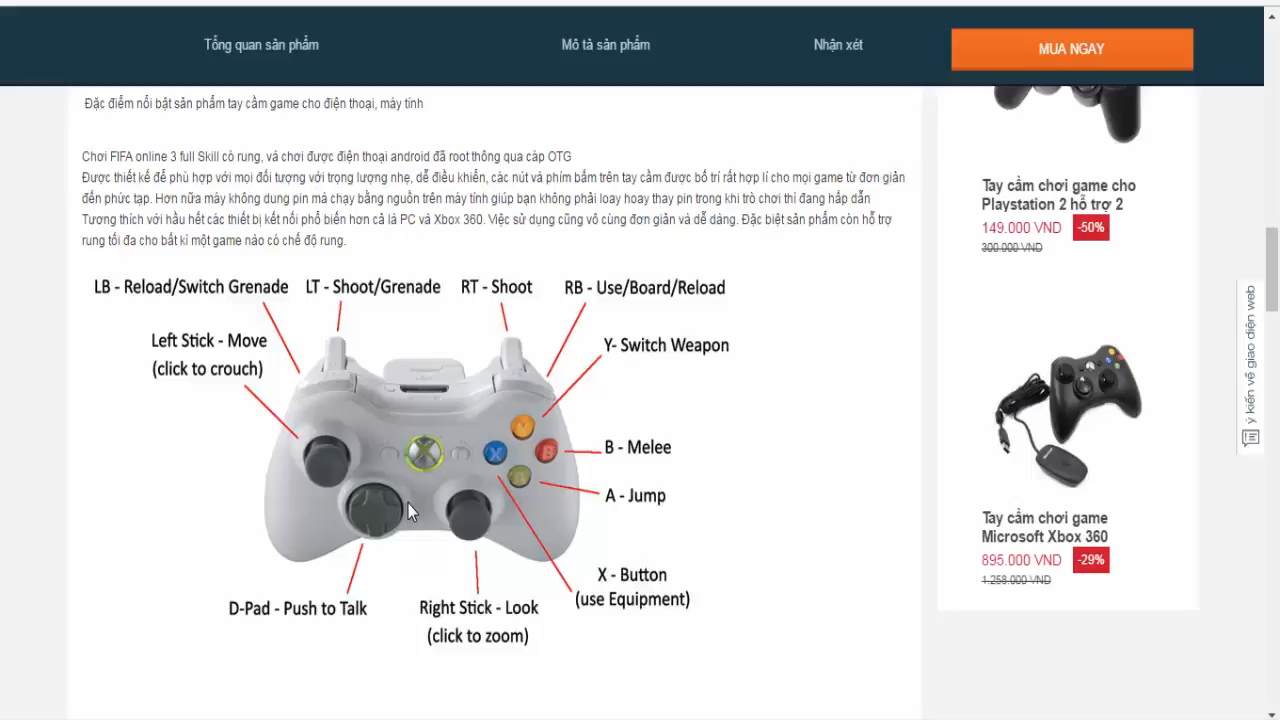 Tổng quan sản phẩm
Mô tả sản phẩm
Nhận xét
MUA NGAY
Đặc điểm nổi bật sản phẩm tay cầm game cho điện thoại, máy tính
Chơi FIFA online 3 full Skill có rung, và chơi được điện thoại android đã root thông qua cáp OTG
Được thiết kế để phù hợp với mọi đối tượng với trọng lượng nhẹ, dễ điều khiển, các nút và phím bấm trên tay cầm được bố trí rất hợp lí cho mọi game từ đơn giản
đến phức tạp. Hơn nữa máy không dung pin mà chạy bằng nguồn trên máy tính giúp bạn không phải loay hoay thay pin trong khi trò chơi thì đang hấp dẫn
Tương thích với hầu hết các thiết bị kết nối phổ biến hơn cả là PC và Xbox 360. Việc sử dụng cũng vô cùng đơn giản và dễ dàng. Đặc biệt sản phẩm còn hỗ trợ
rung tối đa cho bất kì một game nào có chế độ rung.
LB - Reload/Switch Grenade
LT - Shoot/Grenade
RT - Shoot
RB - Use/Board/Reload
Left Stick - Move
(click to crouch)
Y- Switch Weapon
Y
X
B
A
B - Melee
A - Jump
X - Button
(use Equipment)
D-Pad - Push to Talk
Right Stick - Look
(click to zoom)
Tay cầm chơi game cho
Playstation 2 hỗ trợ 2
149.000 VND
-50%
300.000 VND
Tay cầm chơi game
Microsoft Xbox 360
895.000 VND
-29%
1.258.000 VND
ý kiến về giao diện web